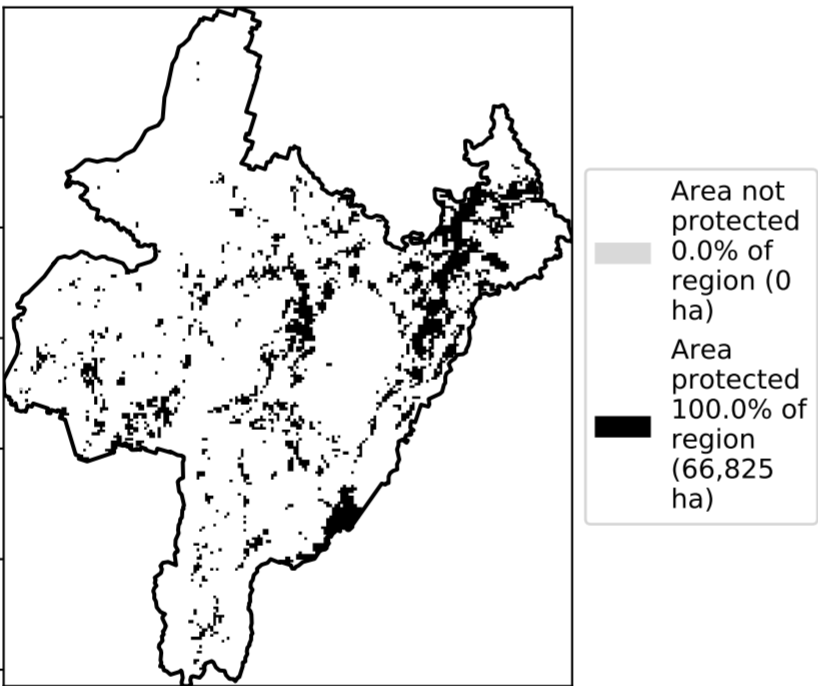 Area not
protected
0.0% of
region (0
ha)
Area
protected
100.0% of
region
(66,825
ha)